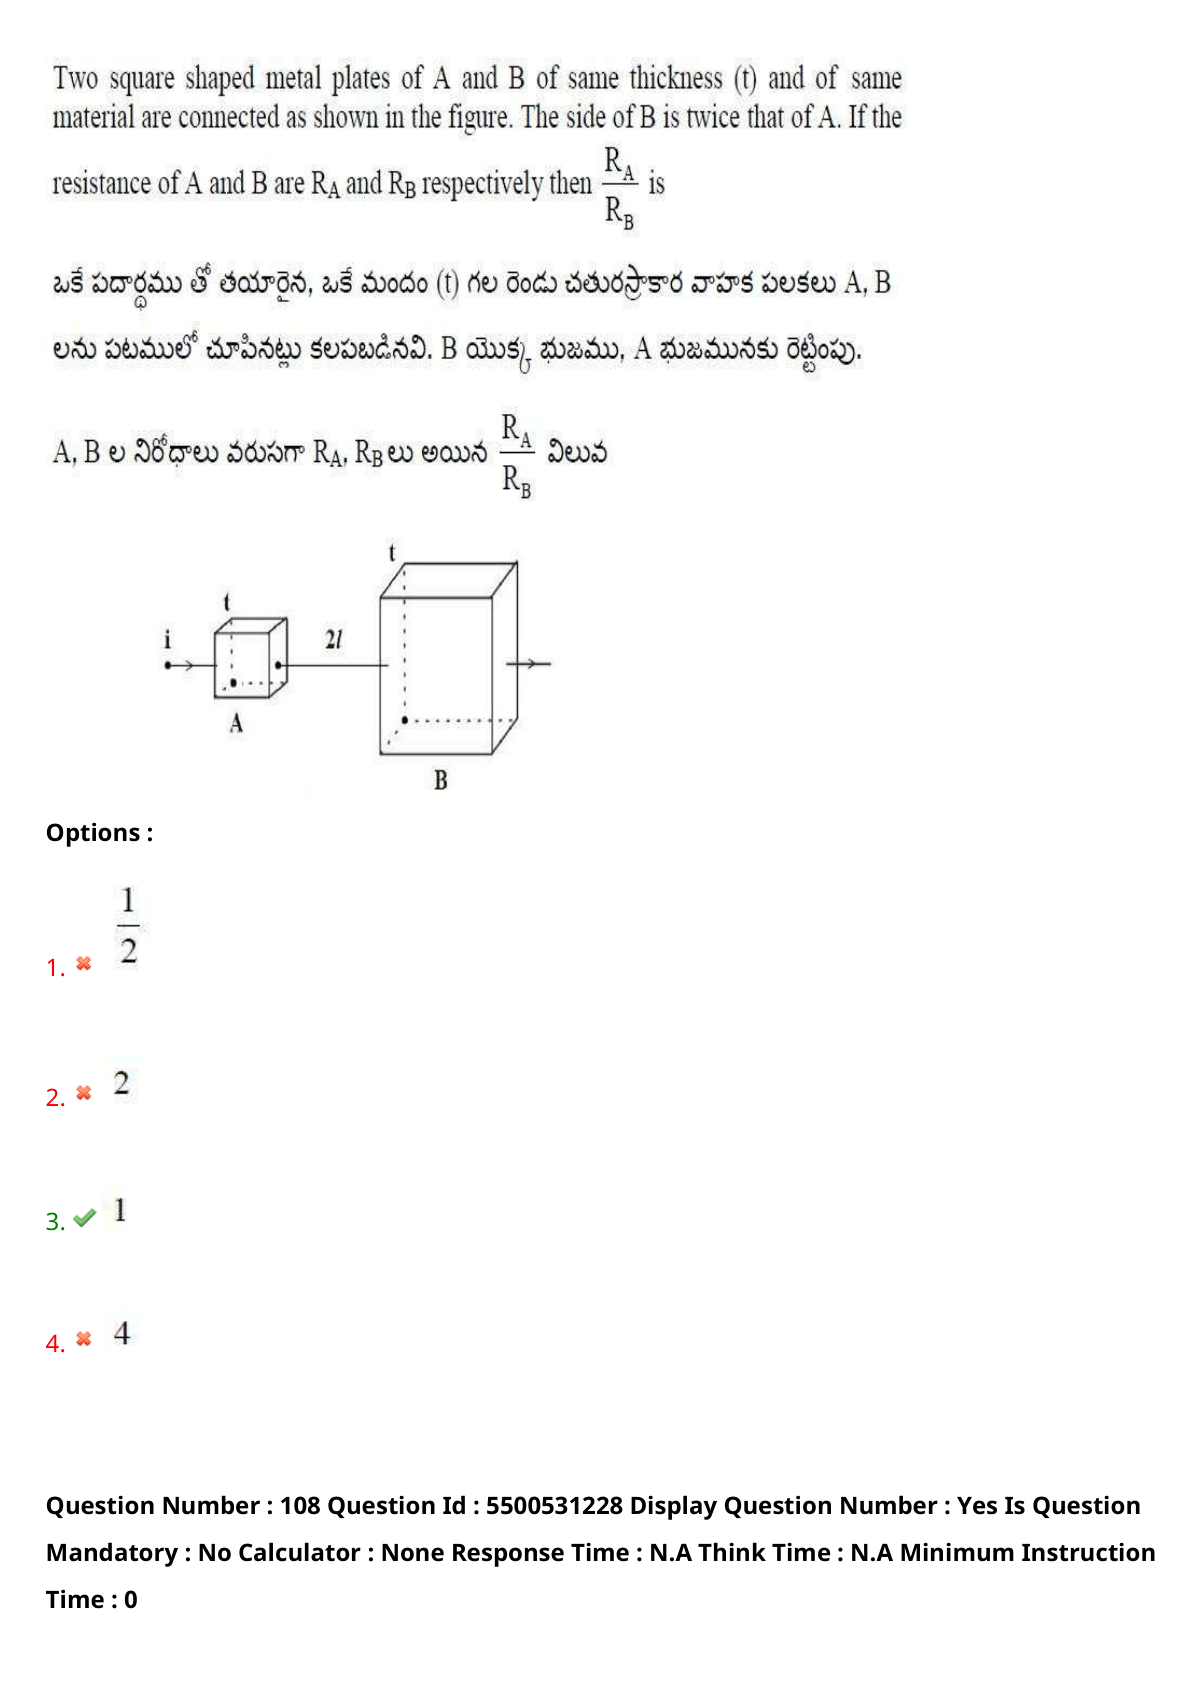 Two square shaped metal plates of A and B of same thickness (t) and of same
material are connected as shown in the figure. The side of B is twice that of A. If the
resistance of A and B are R_A and R_B respectively then R_A/R_B is
ఒకే పదార్థము తో తయారైన, ఒకే మందం (t) గల రెండు చతురస్రాకార వాహక పలకలు A, B
లను పటములో చూపినట్లు కలపబడినవి. B యొక్క భుజము, A భుజమునకు రెట్టింపు.
A, B ల నిరోధాలు వరుసగా R_A, R_B లు అయిన R_A/R_B విలువ
t
t
i
2l
A
B
Options :
1. 1/2
2. 2
3. 1
4. 4
Question Number : 108 Question Id : 5500531228 Display Question Number : Yes Is Question
Mandatory : No Calculator : None Response Time : N.A Think Time : N.A Minimum Instruction
Time : 0